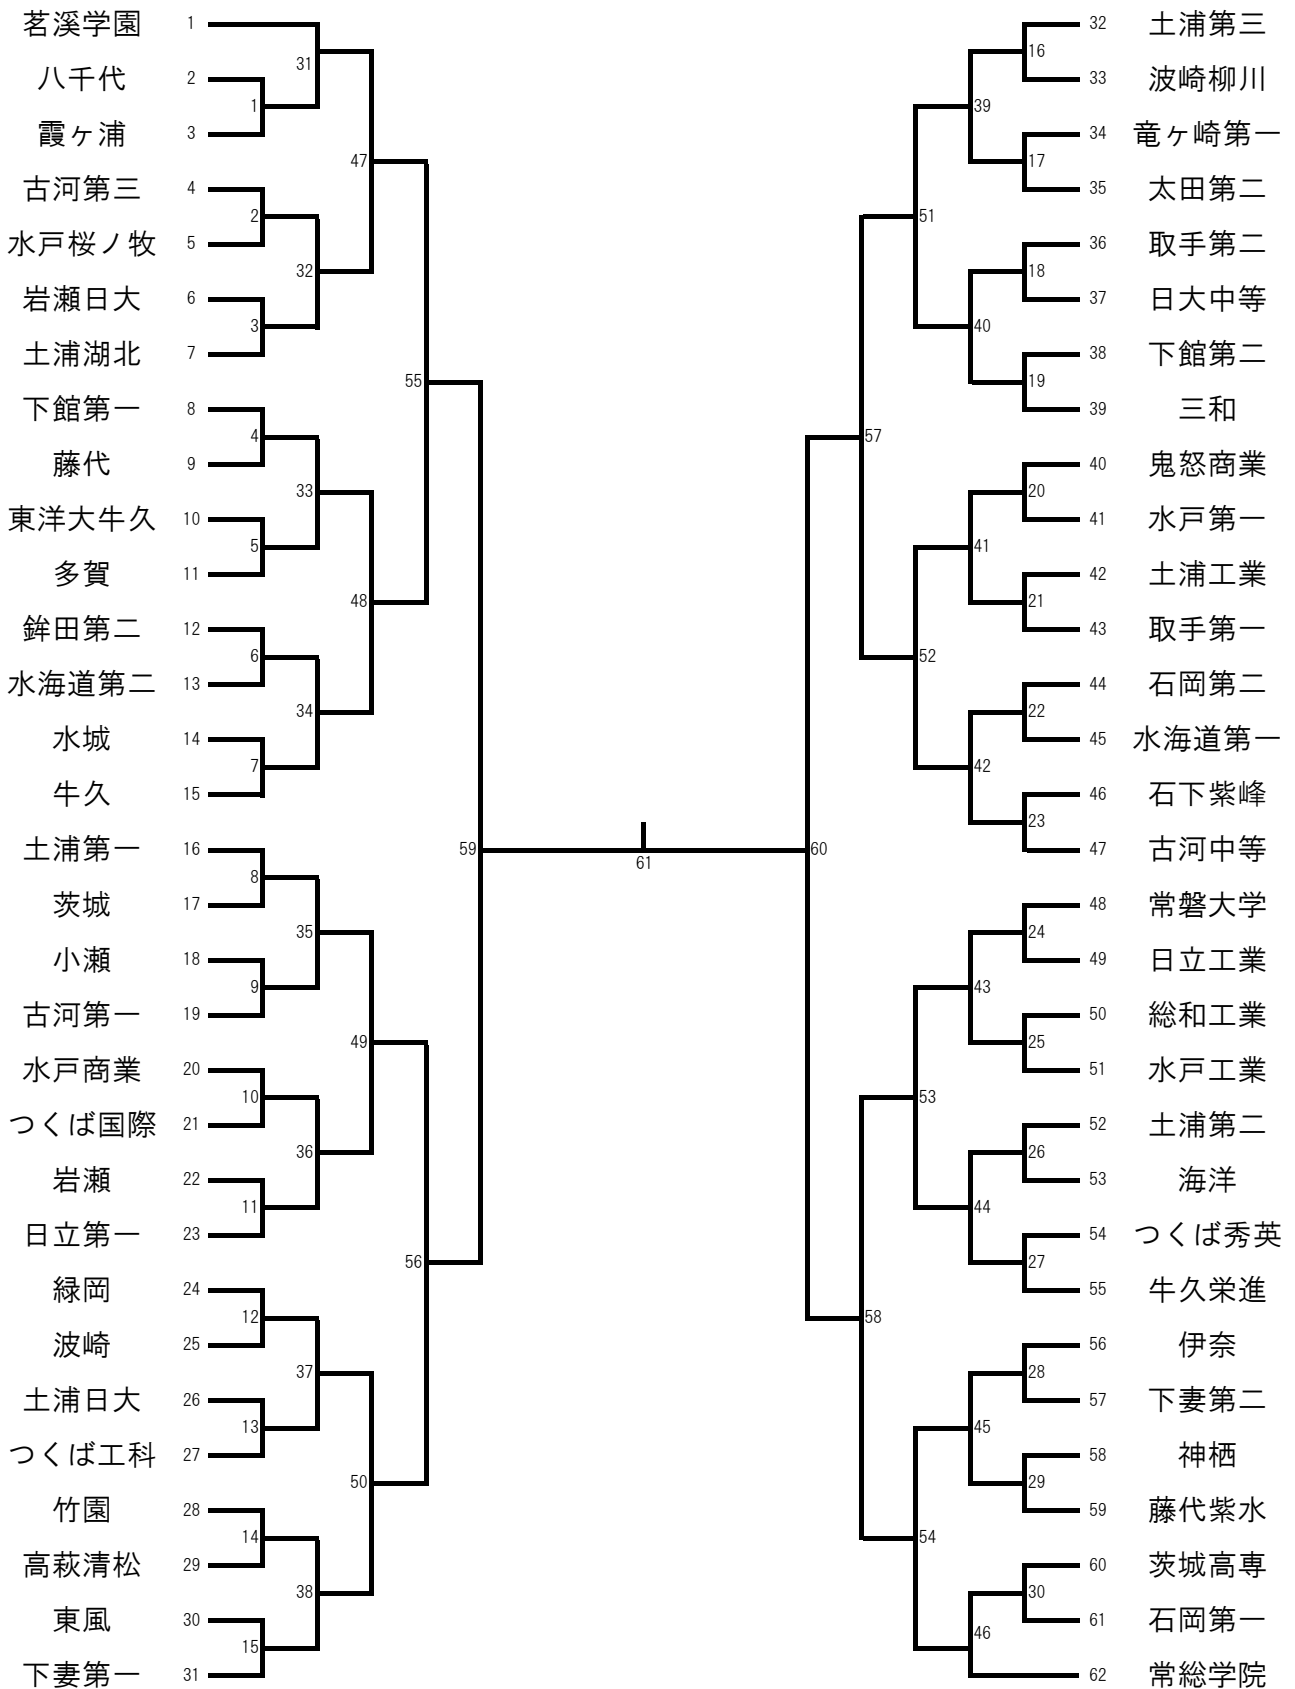 茗溪学園 1
八千代 2
霞ヶ浦 3
古河第三 4
水戸桜ノ牧 5
岩瀬日大 6
土浦湖北 7
下館第一 8
藤代 9
東洋大牛久 10
多賀 11
鉾田第二 12
水海道第二 13
水城 14
牛久 15
土浦第一 16
茨城 17
小瀬 18
古河第一 19
水戸商業 20
つくば国際 21
岩瀬 22
日立第一 23
緑岡 24
波崎 25
土浦日大 26
つくば工科 27
竹園 28
高萩清松 29
東風 30
下妻第一 31
1
2
3
4
5
6
7
8
9
10
11
12
13
14
15
31
32
33
34
35
36
37
38
47
48
49
50
55
56
59
61
60
57
58
51
52
53
54
39
40
41
42
43
44
45
46
16
17
18
19
20
21
22
23
24
25
26
27
28
29
30
32 土浦第三
33 波崎柳川
34 竜ヶ崎第一
35 太田第二
36 取手第二
37 日大中等
38 下館第二
39 三和
40 鬼怒商業
41 水戸第一
42 土浦工業
43 取手第一
44 石岡第二
45 水海道第一
46 石下紫峰
47 古河中等
48 常磐大学
49 日立工業
50 総和工業
51 水戸工業
52 土浦第二
53 海洋
54 つくば秀英
55 牛久栄進
56 伊奈
57 下妻第二
58 神栖
59 藤代紫水
60 茨城高専
61 石岡第一
62 常総学院